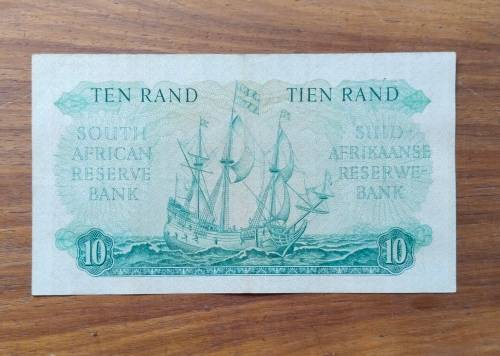 TEN RAND
TIEN RAND
SOUTH
AFRICAN
RESERVE
BANK
SUID-
AFRIKAANSE
RESERWE-
BANK
10
10